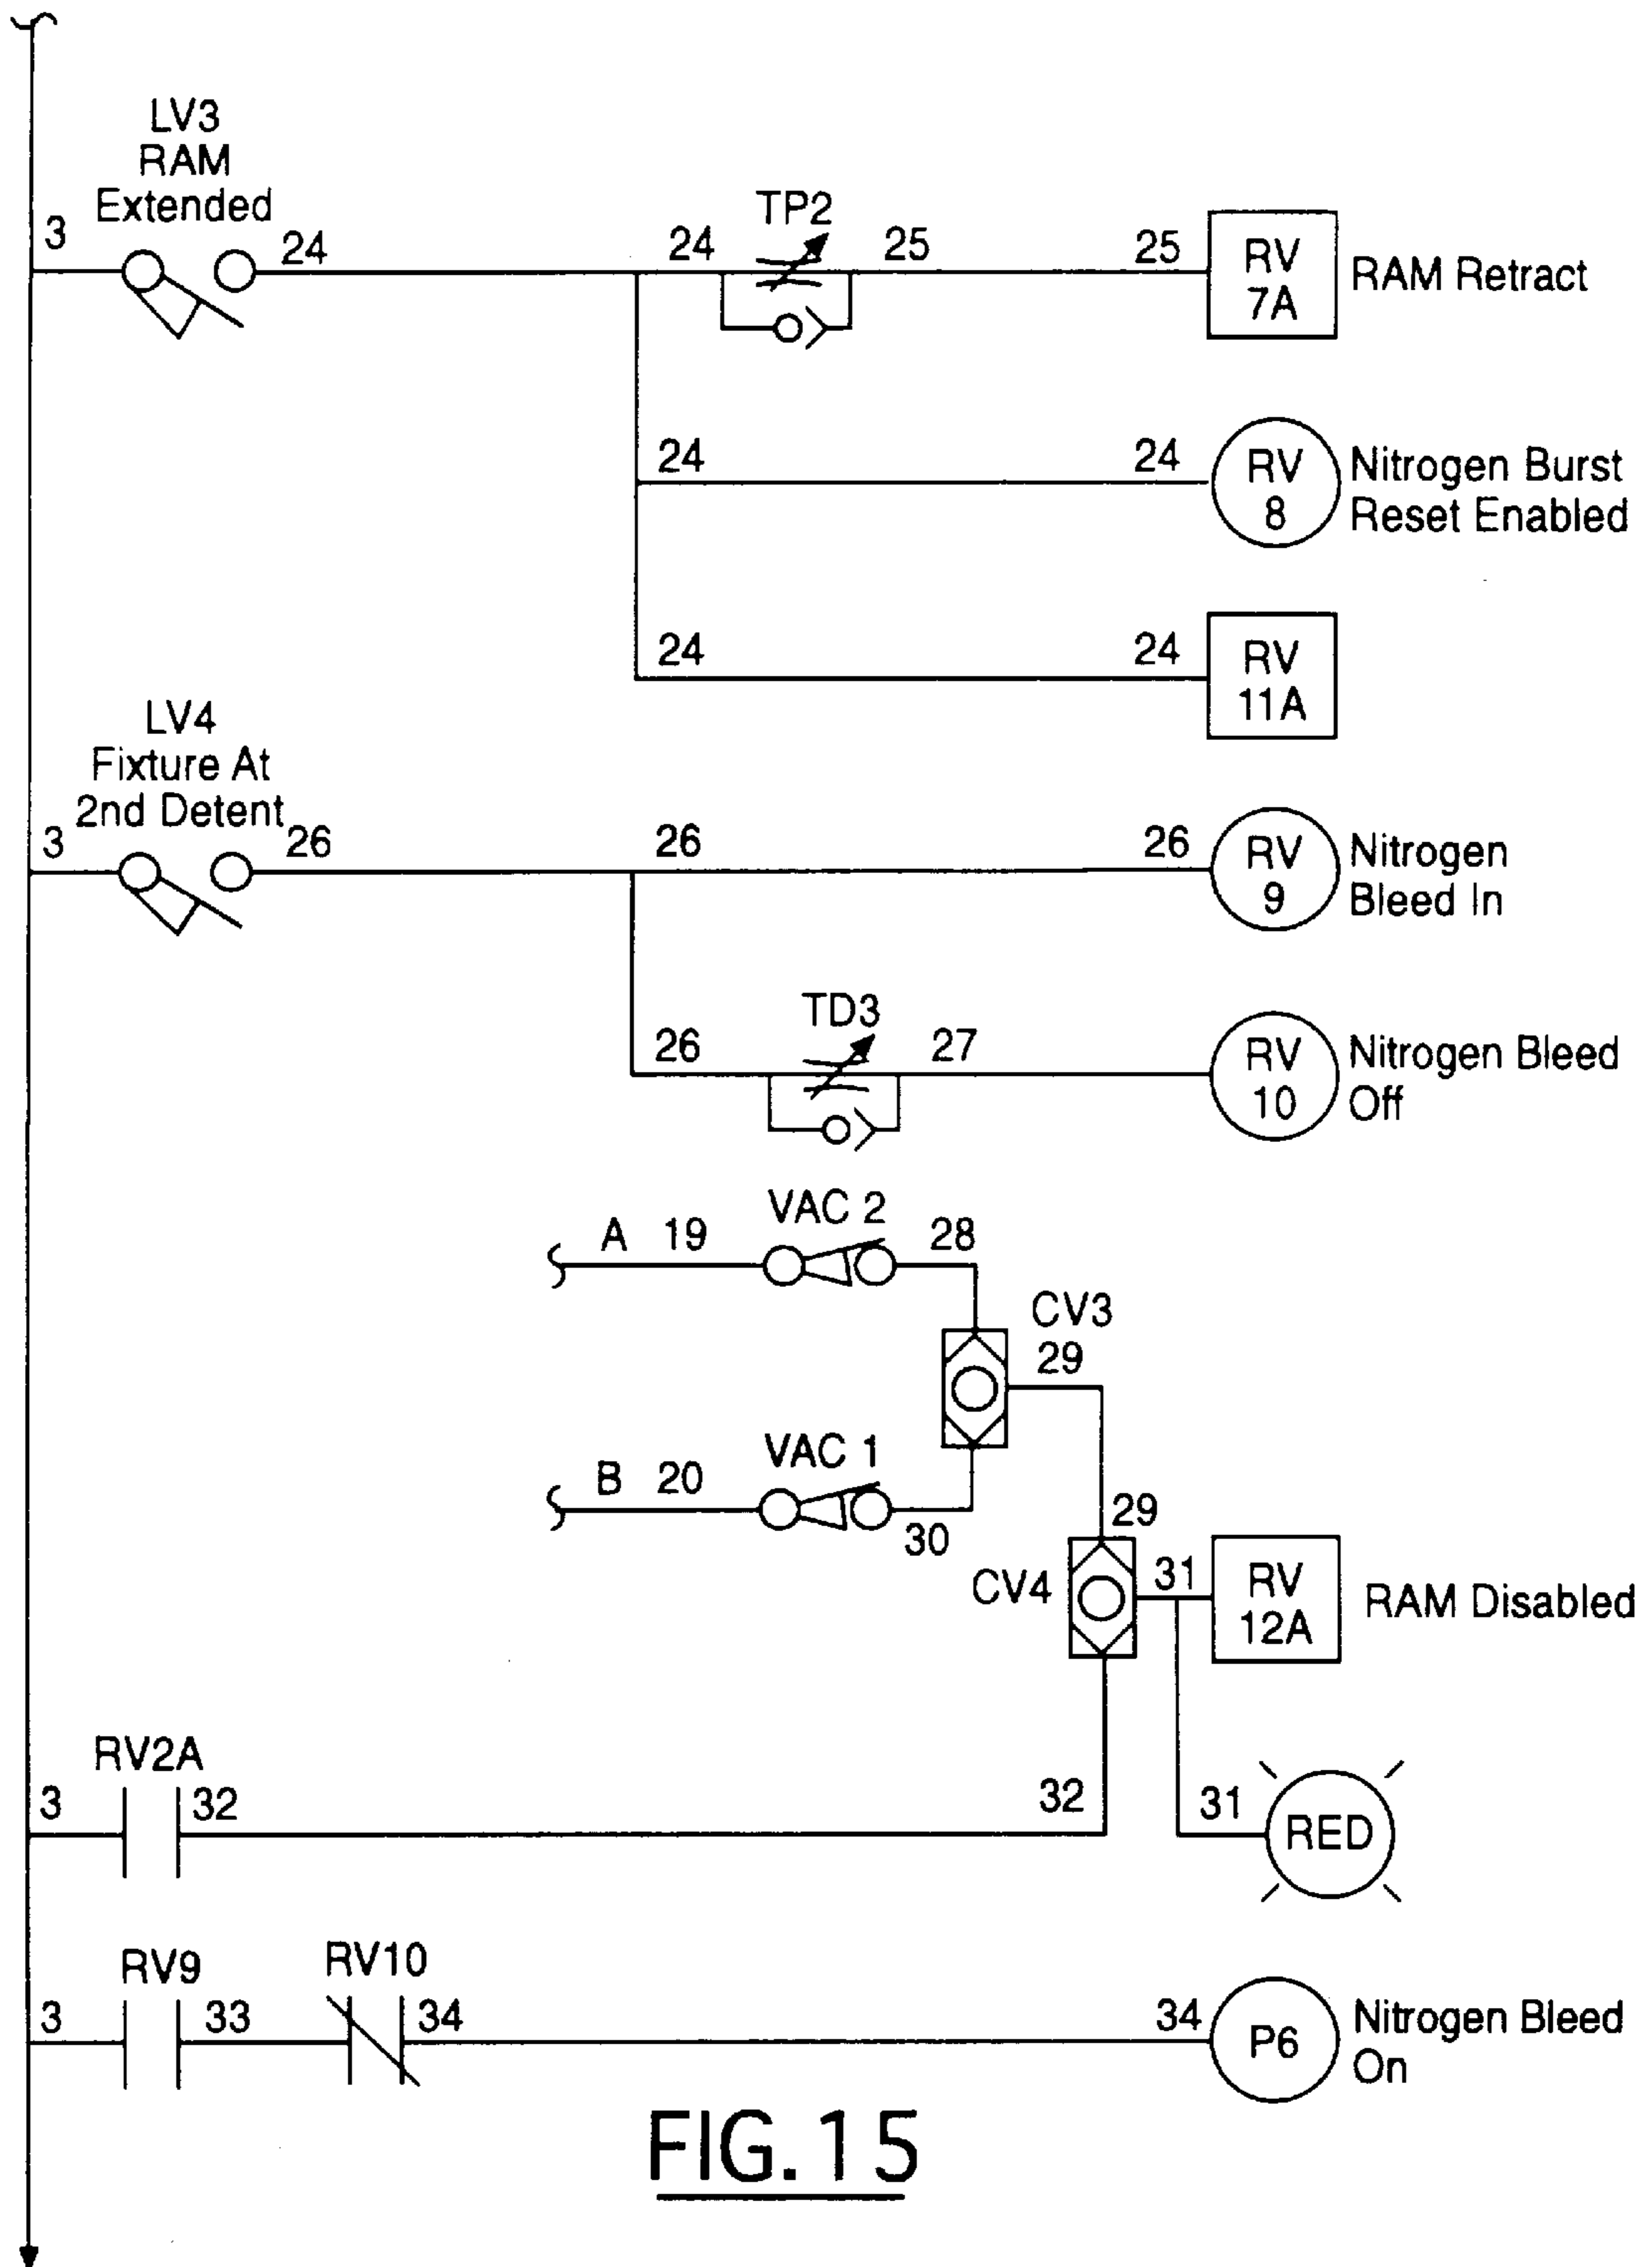 LV3
RAM
Extended
3
24
24
TP2
25
25
RV
7A
RAM Retract
24
24
RV
8
Nitrogen Burst
Reset Enabled
24
24
RV
11A
LV4
Fixture At
2nd Detent
3
26
26
26
RV
9
Nitrogen
Bleed In
TD3
26
27
RV
10
Nitrogen Bleed
Off
A 19
VAC 2
28
CV3
29
B 20
VAC 1
30
29
CV4
31
RV
12A
RAM Disabled
RV2A
3
32
32
31
RED
RV9
RV10
3
33
34
34
P6
Nitrogen Bleed
On
FIG.15